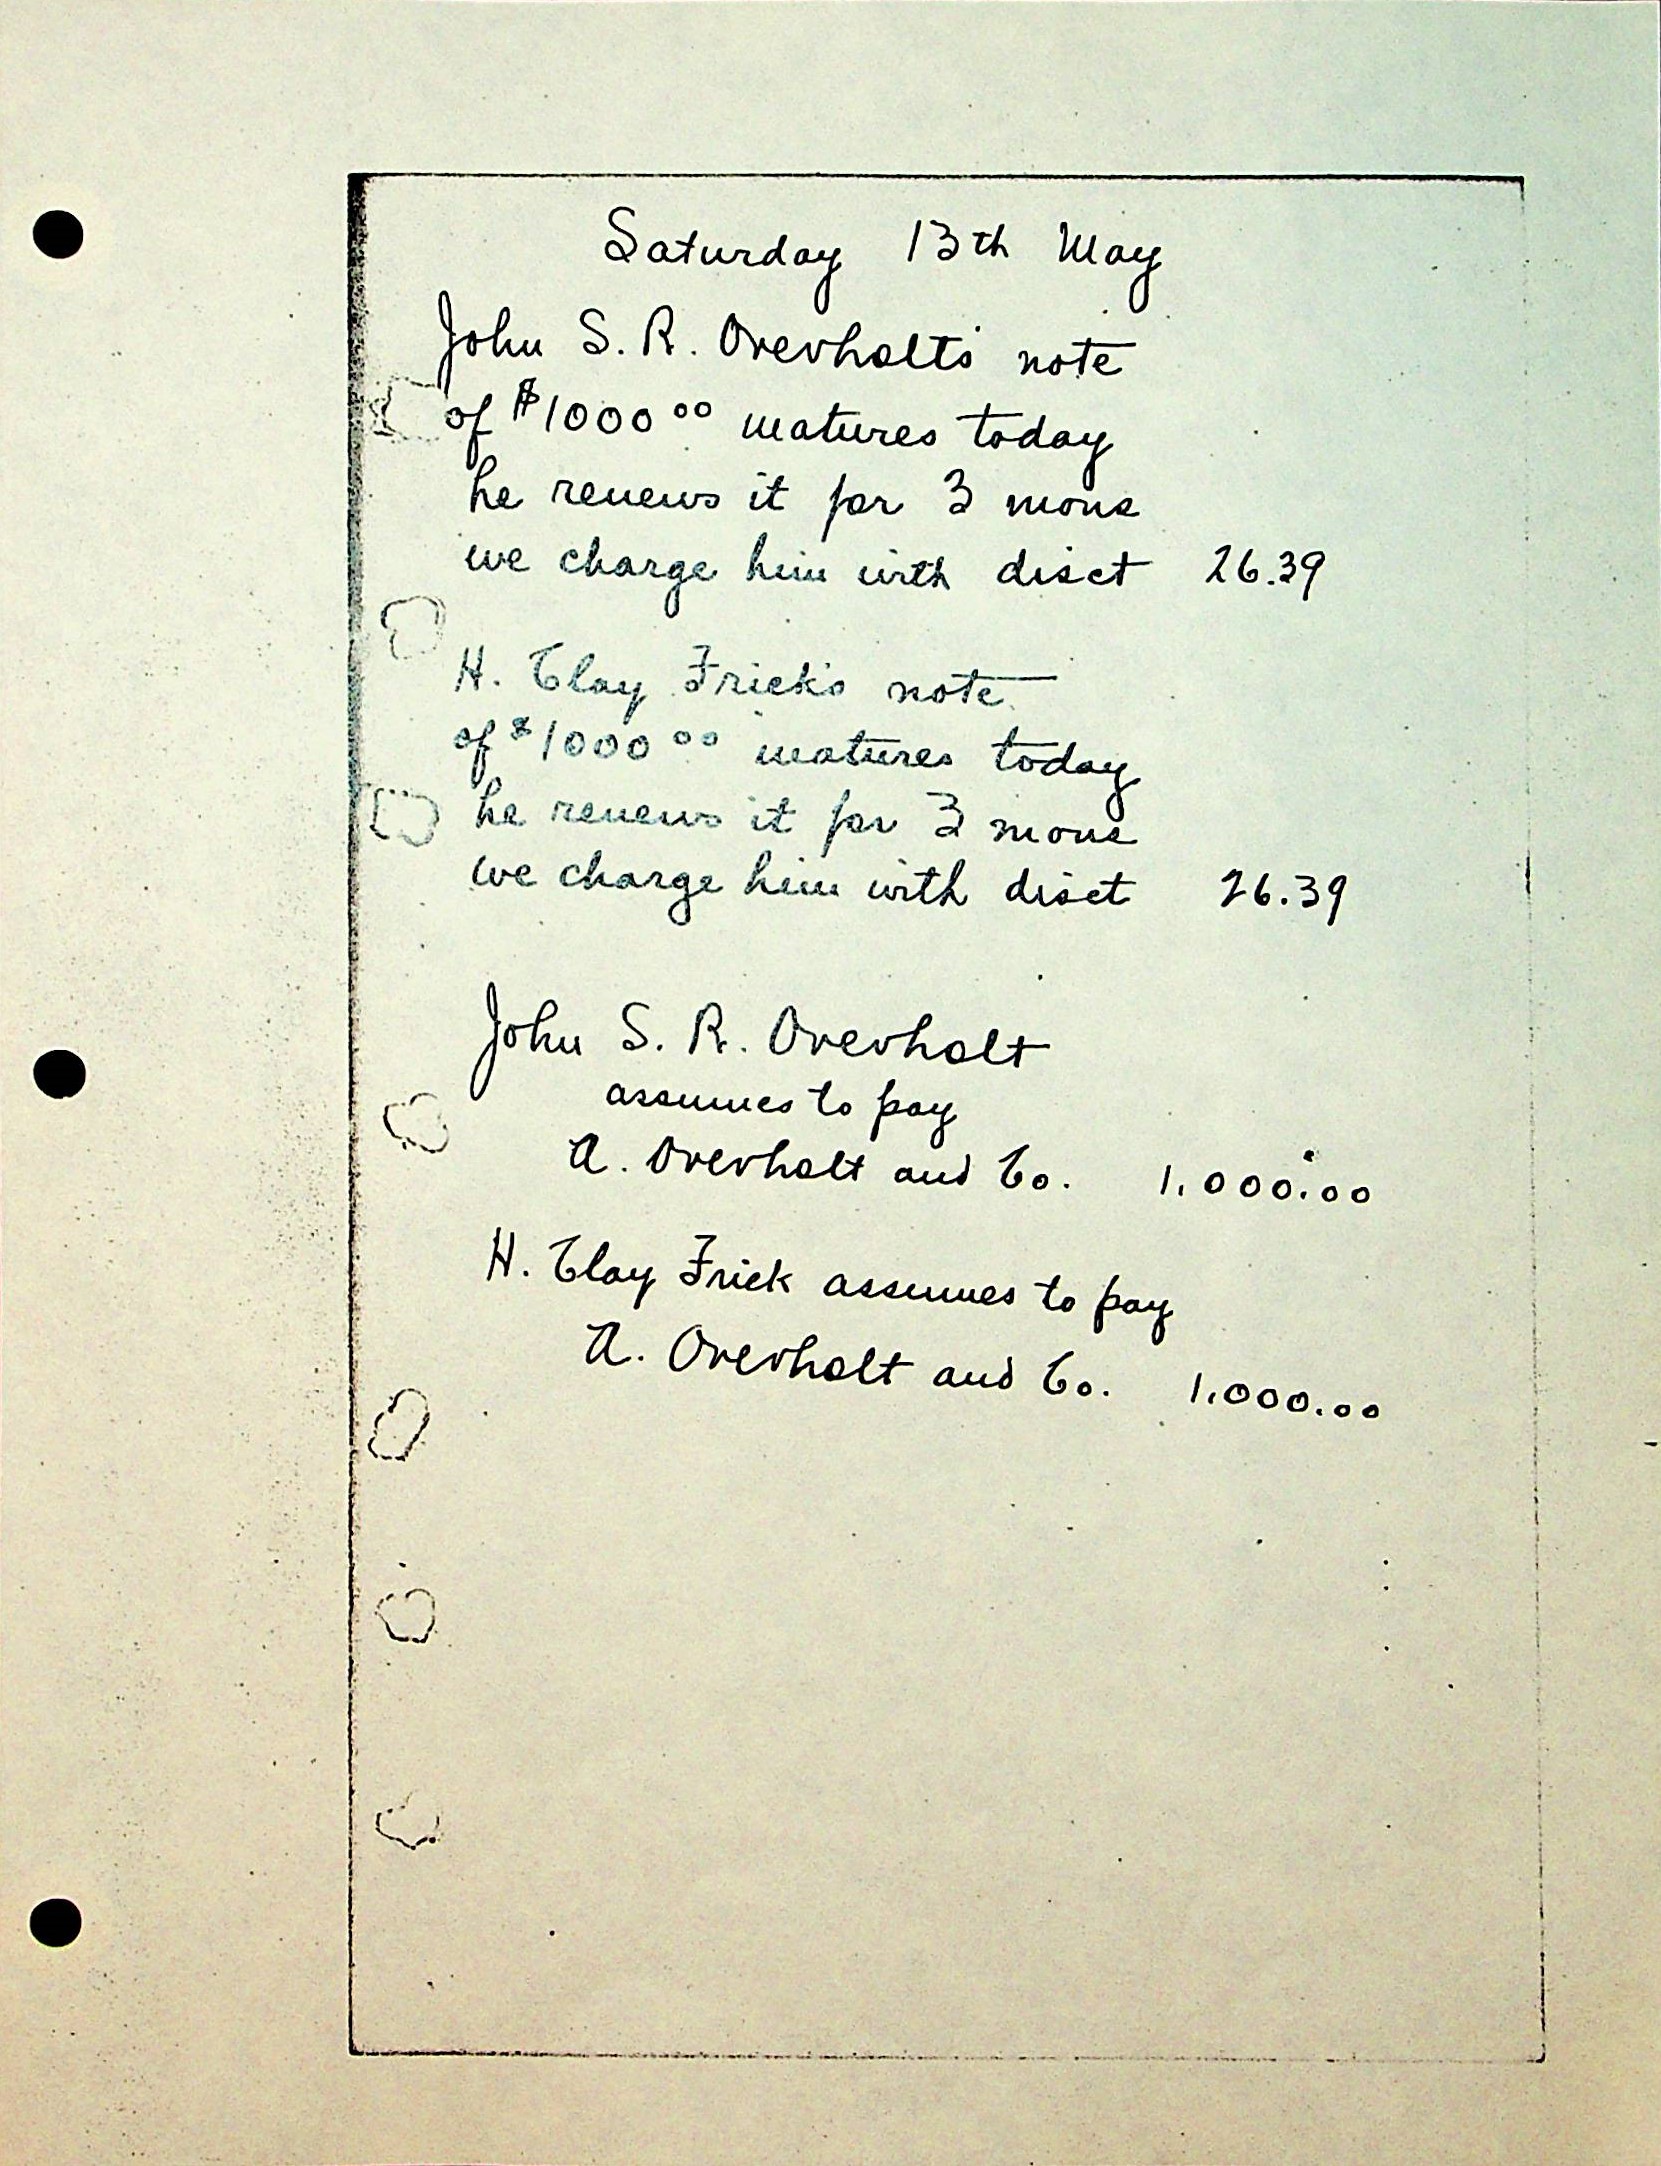 Saturday 13th May
John S. R. Overholt's note
of $1000 00 matures today
he renews it for 3 mons
we charge him with disct 26.39
H. Clay Frick's note
of $1000 00 matures today
he renews it for 3 mons
we charge him with disct 26.39
John S. R. Overholt
assumes to pay
A. Overholt and Co. 1,000.00
H. Clay Frick assumes to pay
A. Overholt and Co. 1,000.00